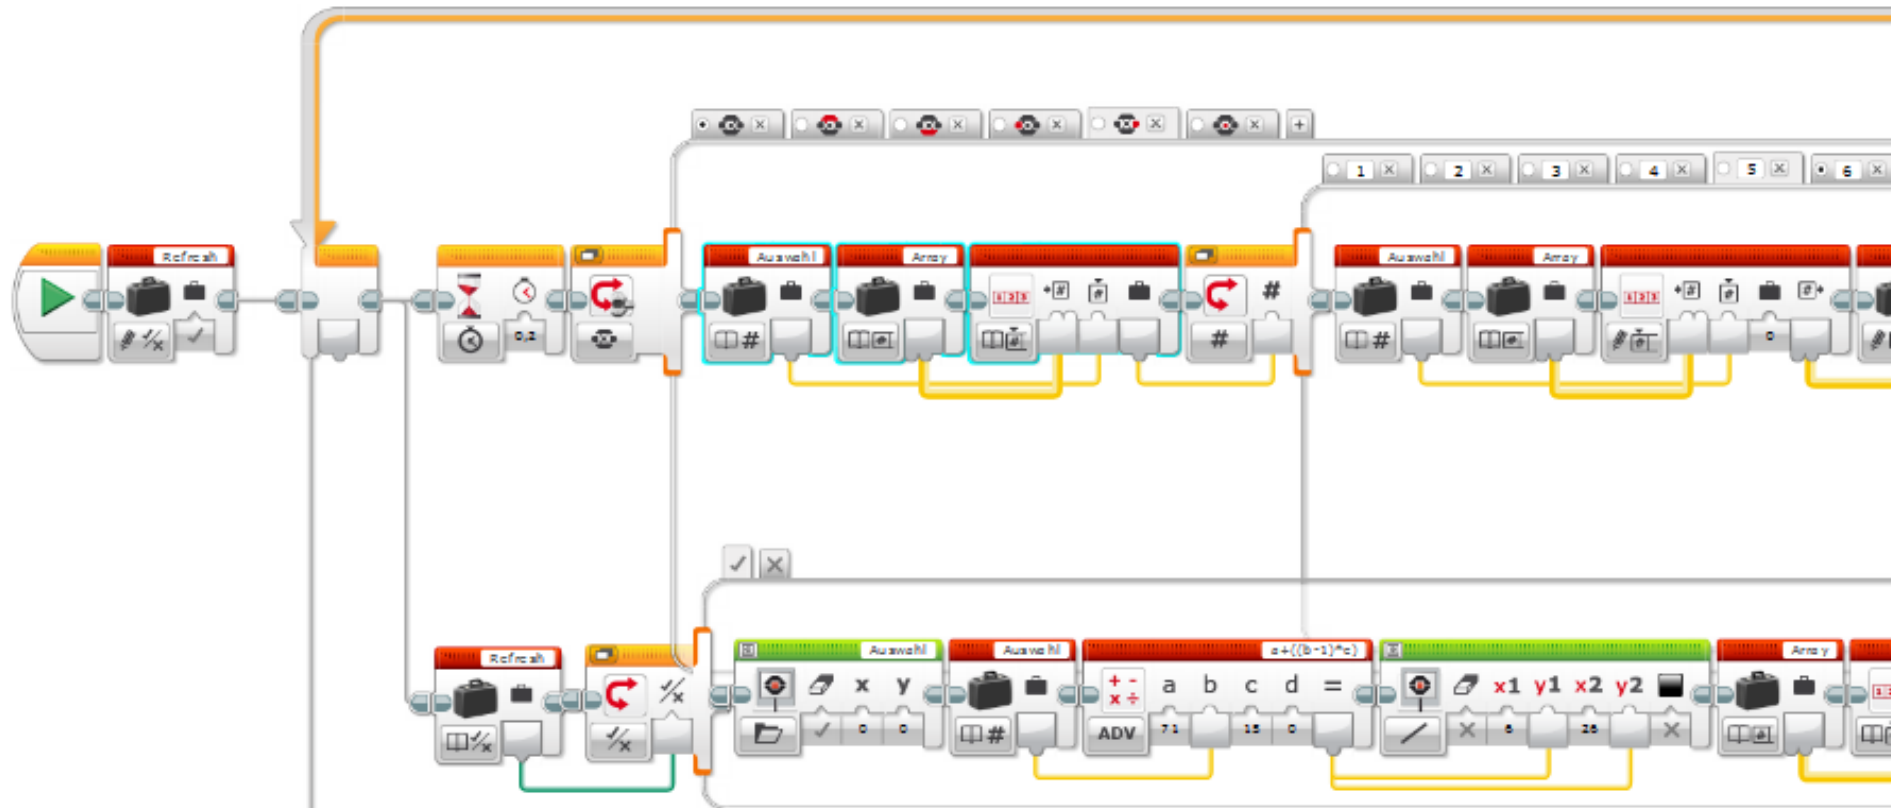 1 2 3 4 5 6
Refresh
Auswahl Array Auswahl Array
# #
0,2 # # # 0
Refresh
Auswahl Auswahl a+((b-1)*c) Array
x y a b c d = x1 y1 x2 y2
0 0 # ADV 71 15 0 6 26